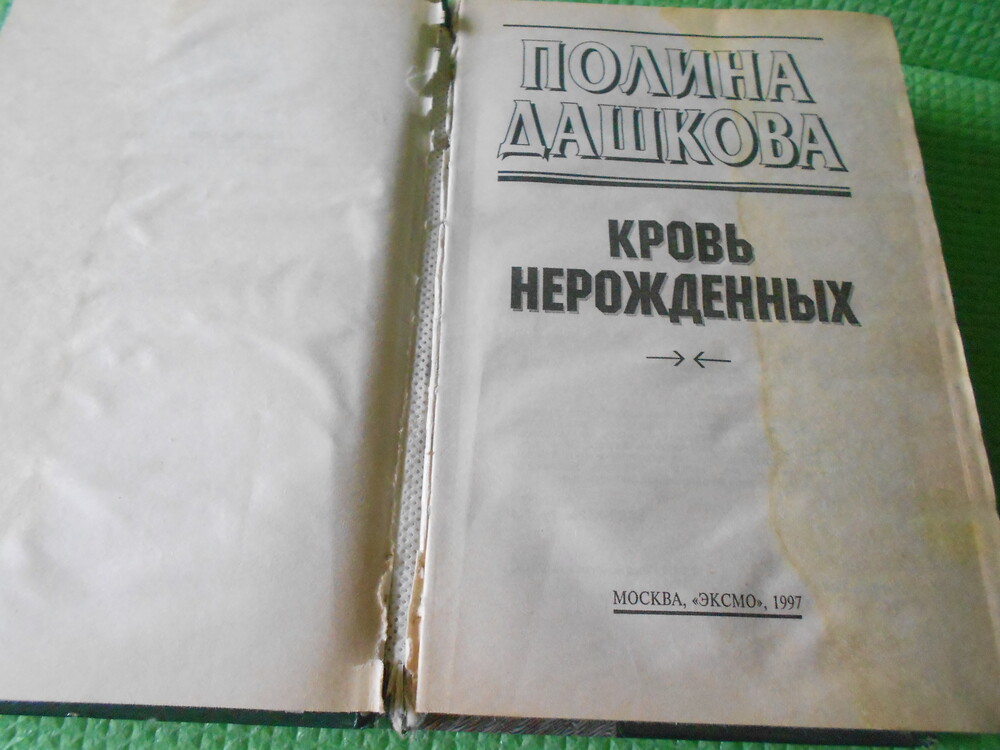 ПОЛИНА
ДАШКОВА
КРОВЬ
НЕРОЖДЕННЫХ
МОСКВА, «ЭКСМО», 1997